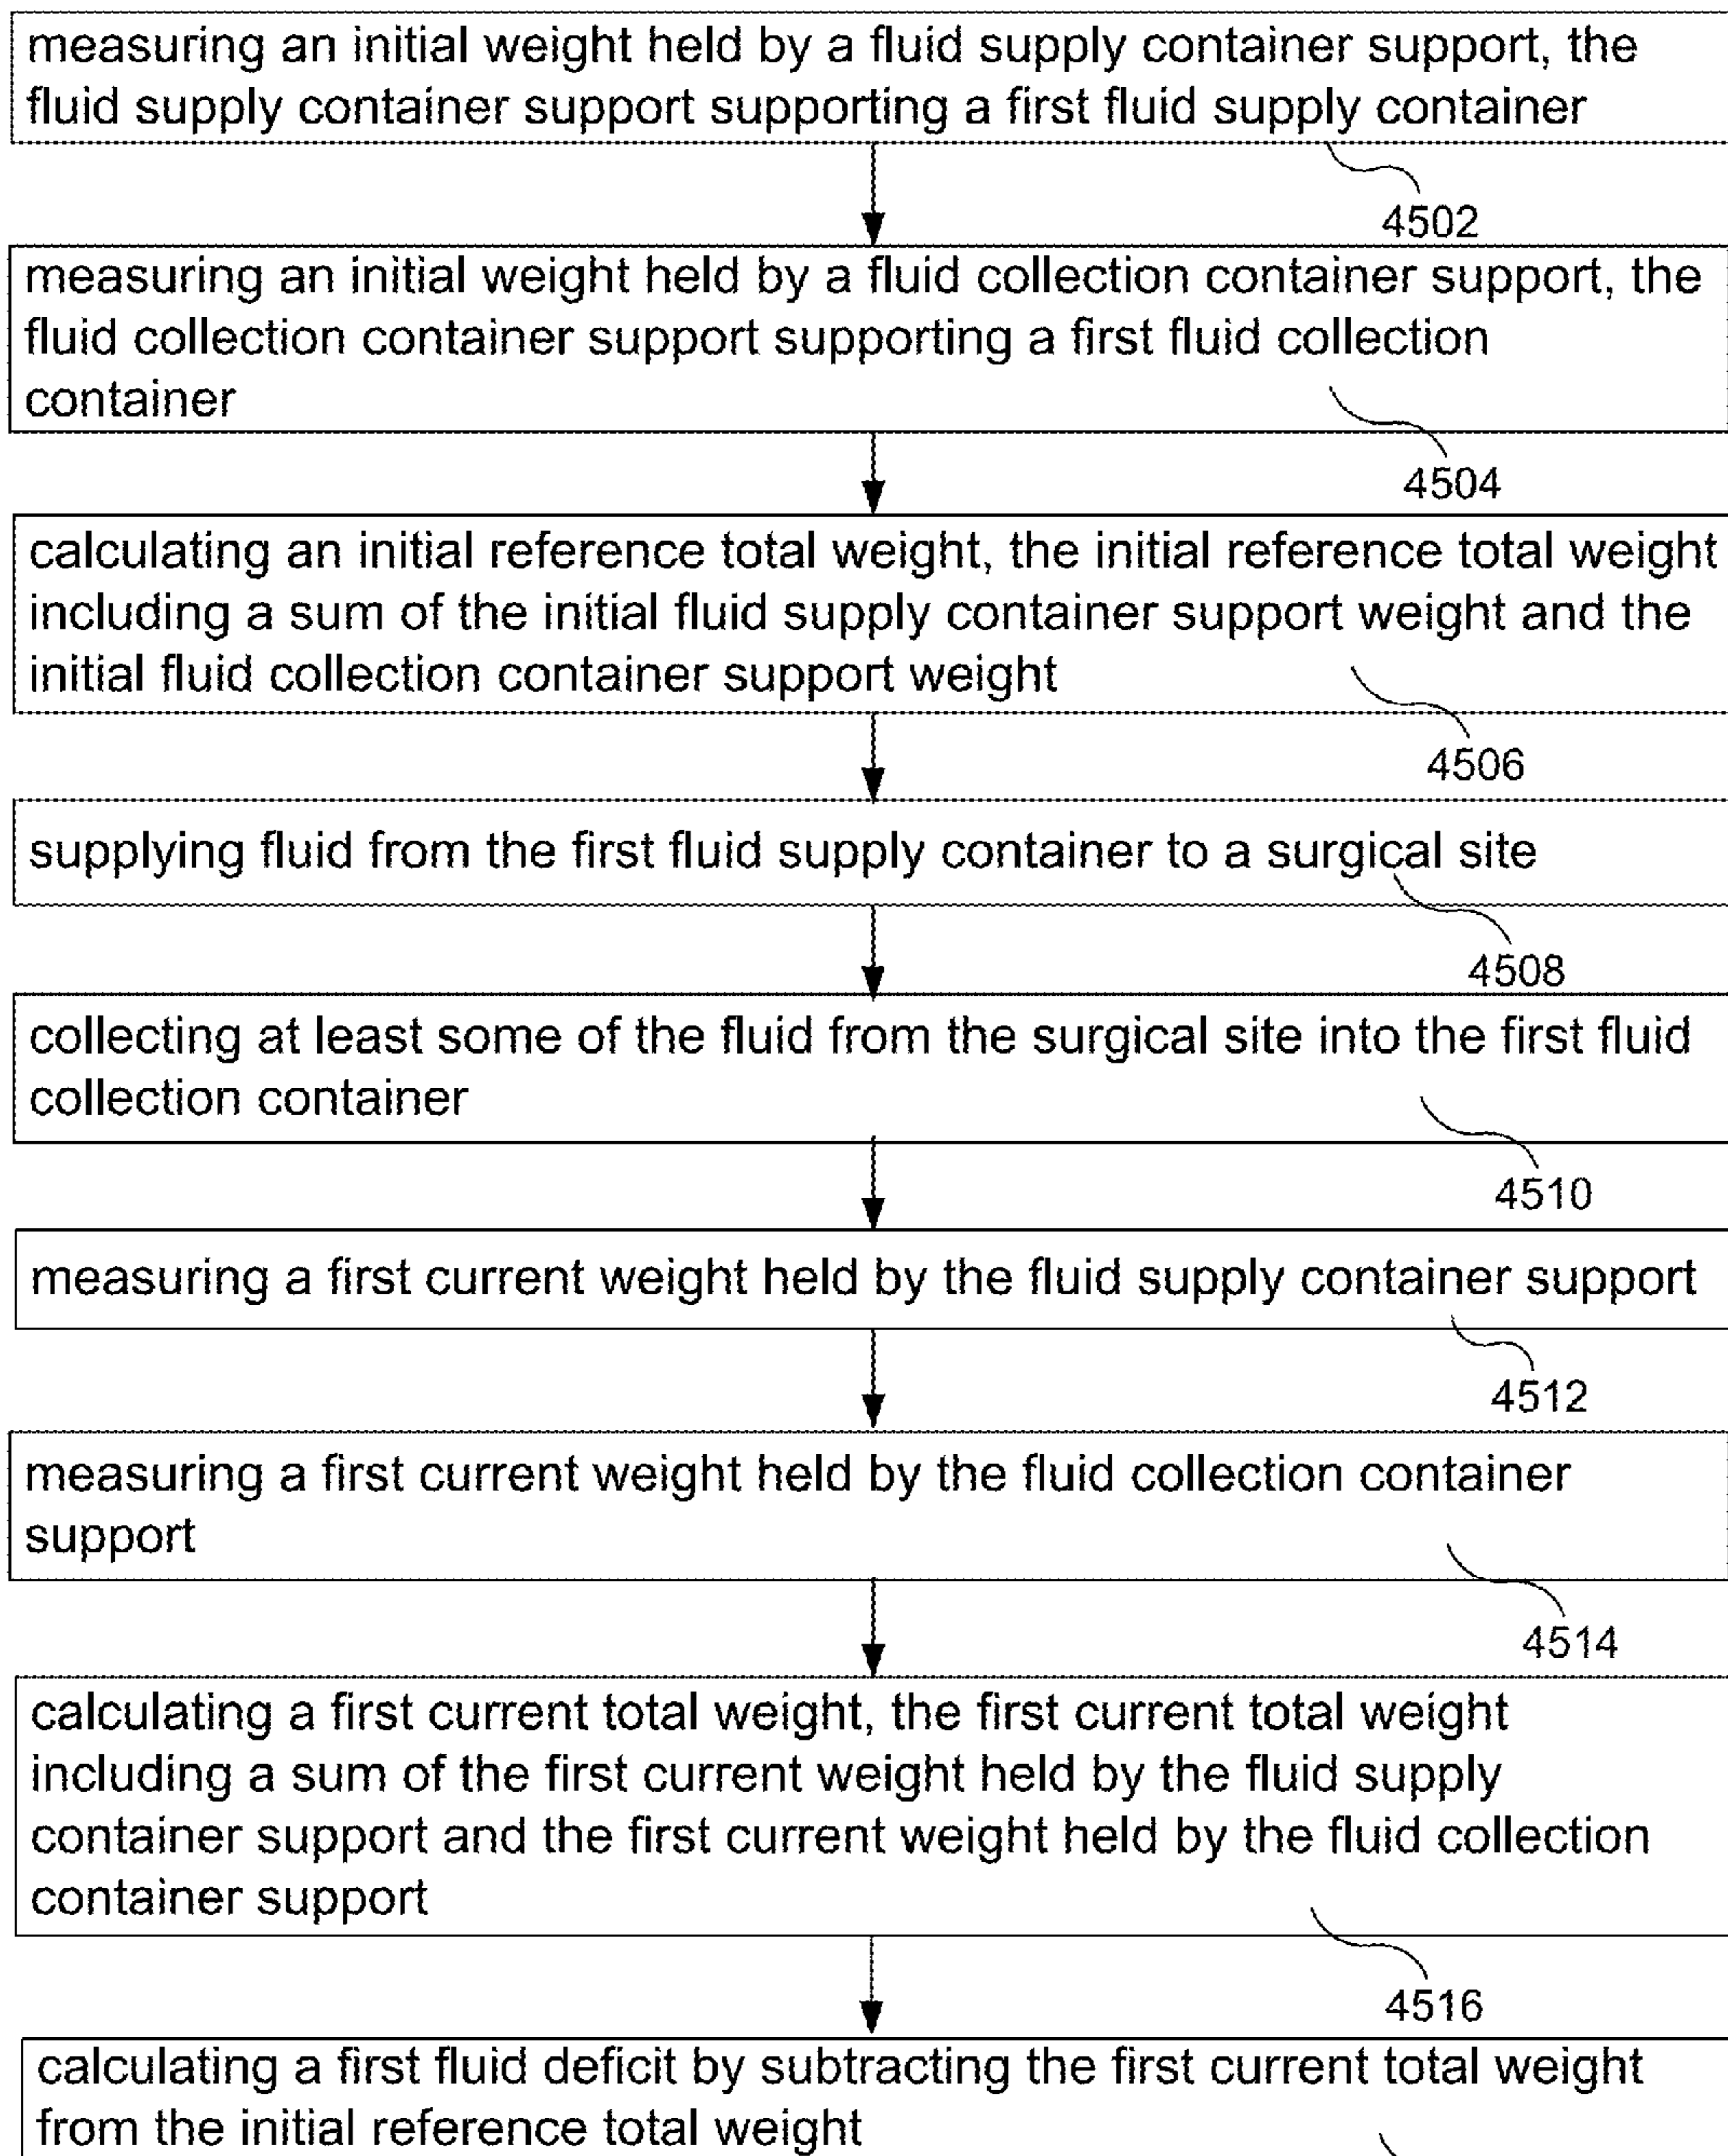 measuring an initial weight held by a fluid supply container support, the
fluid supply container support supporting a first fluid supply container
4502
measuring an initial weight held by a fluid collection container support, the
fluid collection container support supporting a first fluid collection
container
4504
calculating an initial reference total weight, the initial reference total weight
including a sum of the initial fluid supply container support weight and the
initial fluid collection container support weight
4506
supplying fluid from the first fluid supply container to a surgical site
4508
collecting at least some of the fluid from the surgical site into the first fluid
collection container
4510
measuring a first current weight held by the fluid supply container support
4512
measuring a first current weight held by the fluid collection container
support
4514
calculating a first current total weight, the first current total weight
including a sum of the first current weight held by the fluid supply
container support and the first current weight held by the fluid collection
container support
4516
calculating a first fluid deficit by subtracting the first current total weight
from the initial reference total weight